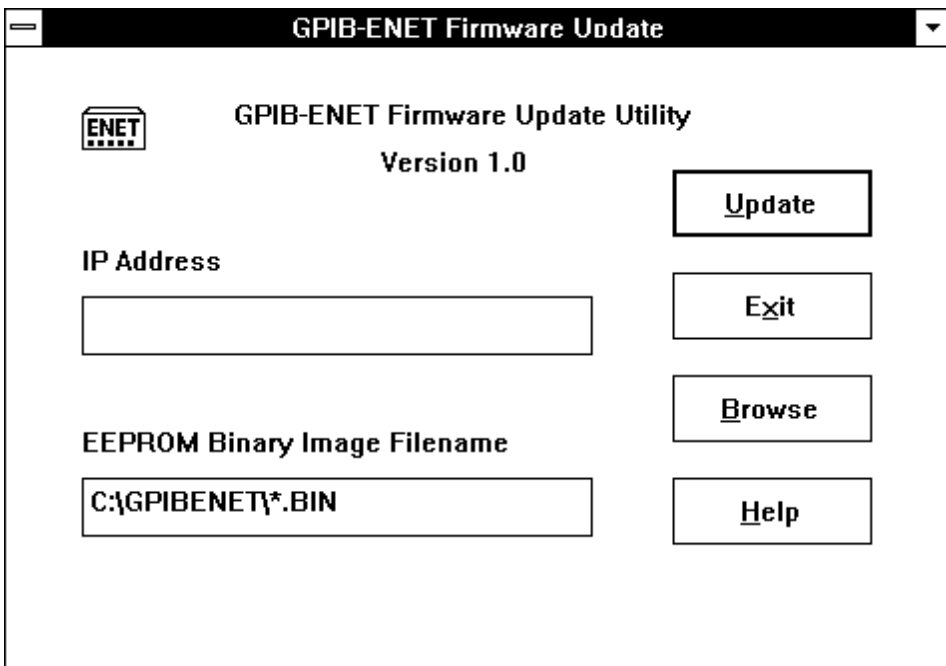 GPIB-ENET Firmware Update
ENET
GPIB-ENET Firmware Update Utility
Version 1.0
Update
IP Address
Exit
Browse
EEPROM Binary Image Filename
C:\GPIBENET\*.BIN
Help